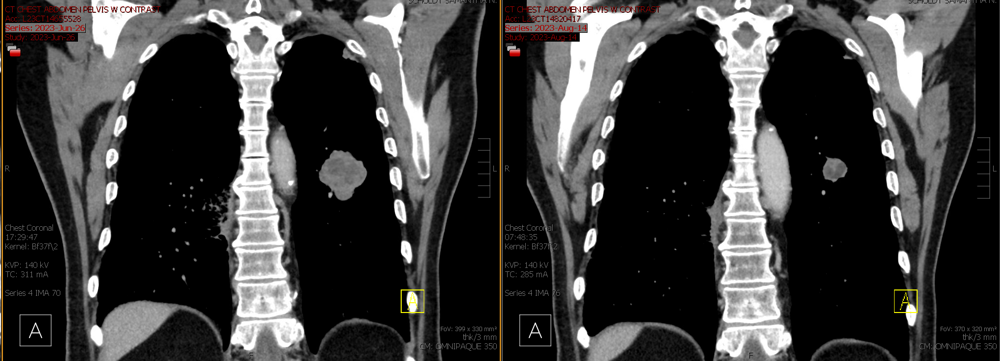 SCHULDT SAMANTHA N.
CT CHEST ABDOMEN PELVIS W CONTRAST
Acc: L23CT14655528
Series: 2023-Jun-26
Study: 2023-Jun-26
R
L
Chest Coronal
17:29:47
Kernel: Bf37f\2
KVP: 140 kV
TC: 311 mA
Series 4 IMA 70
A
A
F
FoV: 399 x 330 mm²
thk/3 mm
CM: OMNIPAQUE 350
SCHULDT SAMANTHA N.
CT CHEST ABDOMEN PELVIS W CONTRAST
Acc: L23CT14820417
Series: 2023-Aug-14
Study: 2023-Aug-14
R
L
Chest Coronal
07:48:35
Kernel: Bf37f\2
KVP: 140 kV
TC: 285 mA
Series 4 IMA 76
A
A
F
FoV: 370 x 320 mm²
thk/3 mm
CM: OMNIPAQUE 350